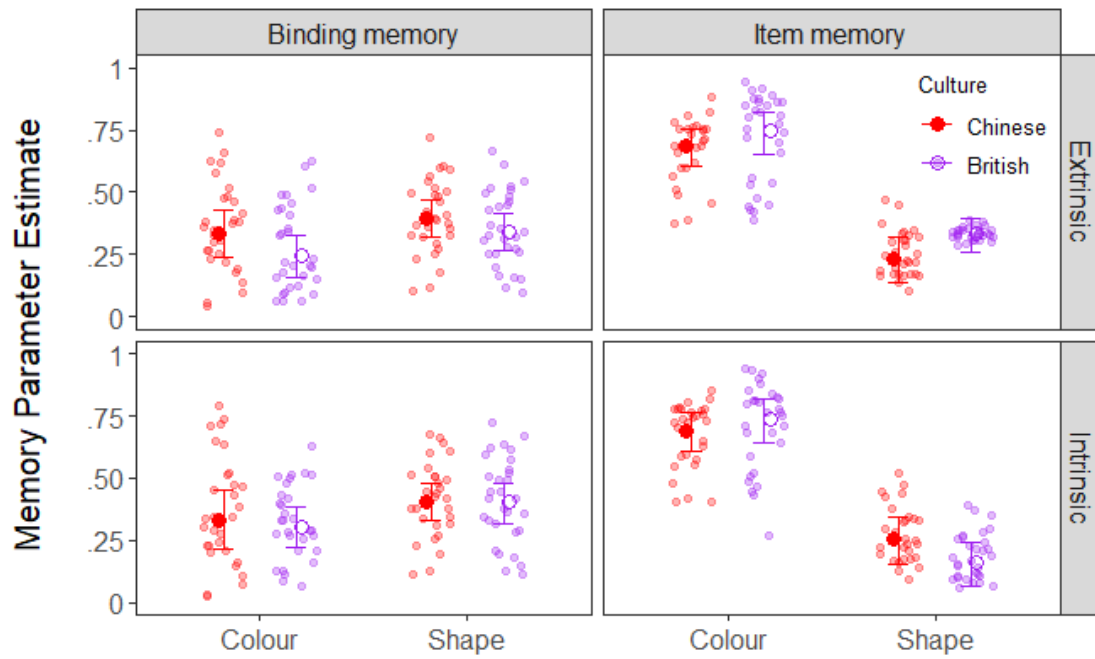 Binding memory
Item memory
Memory Parameter Estimate
1
.75
.50
.25
0
Culture
Chinese
British
Extrinsic
1
.75
.50
.25
0
Intrinsic
Colour
Shape
Colour
Shape